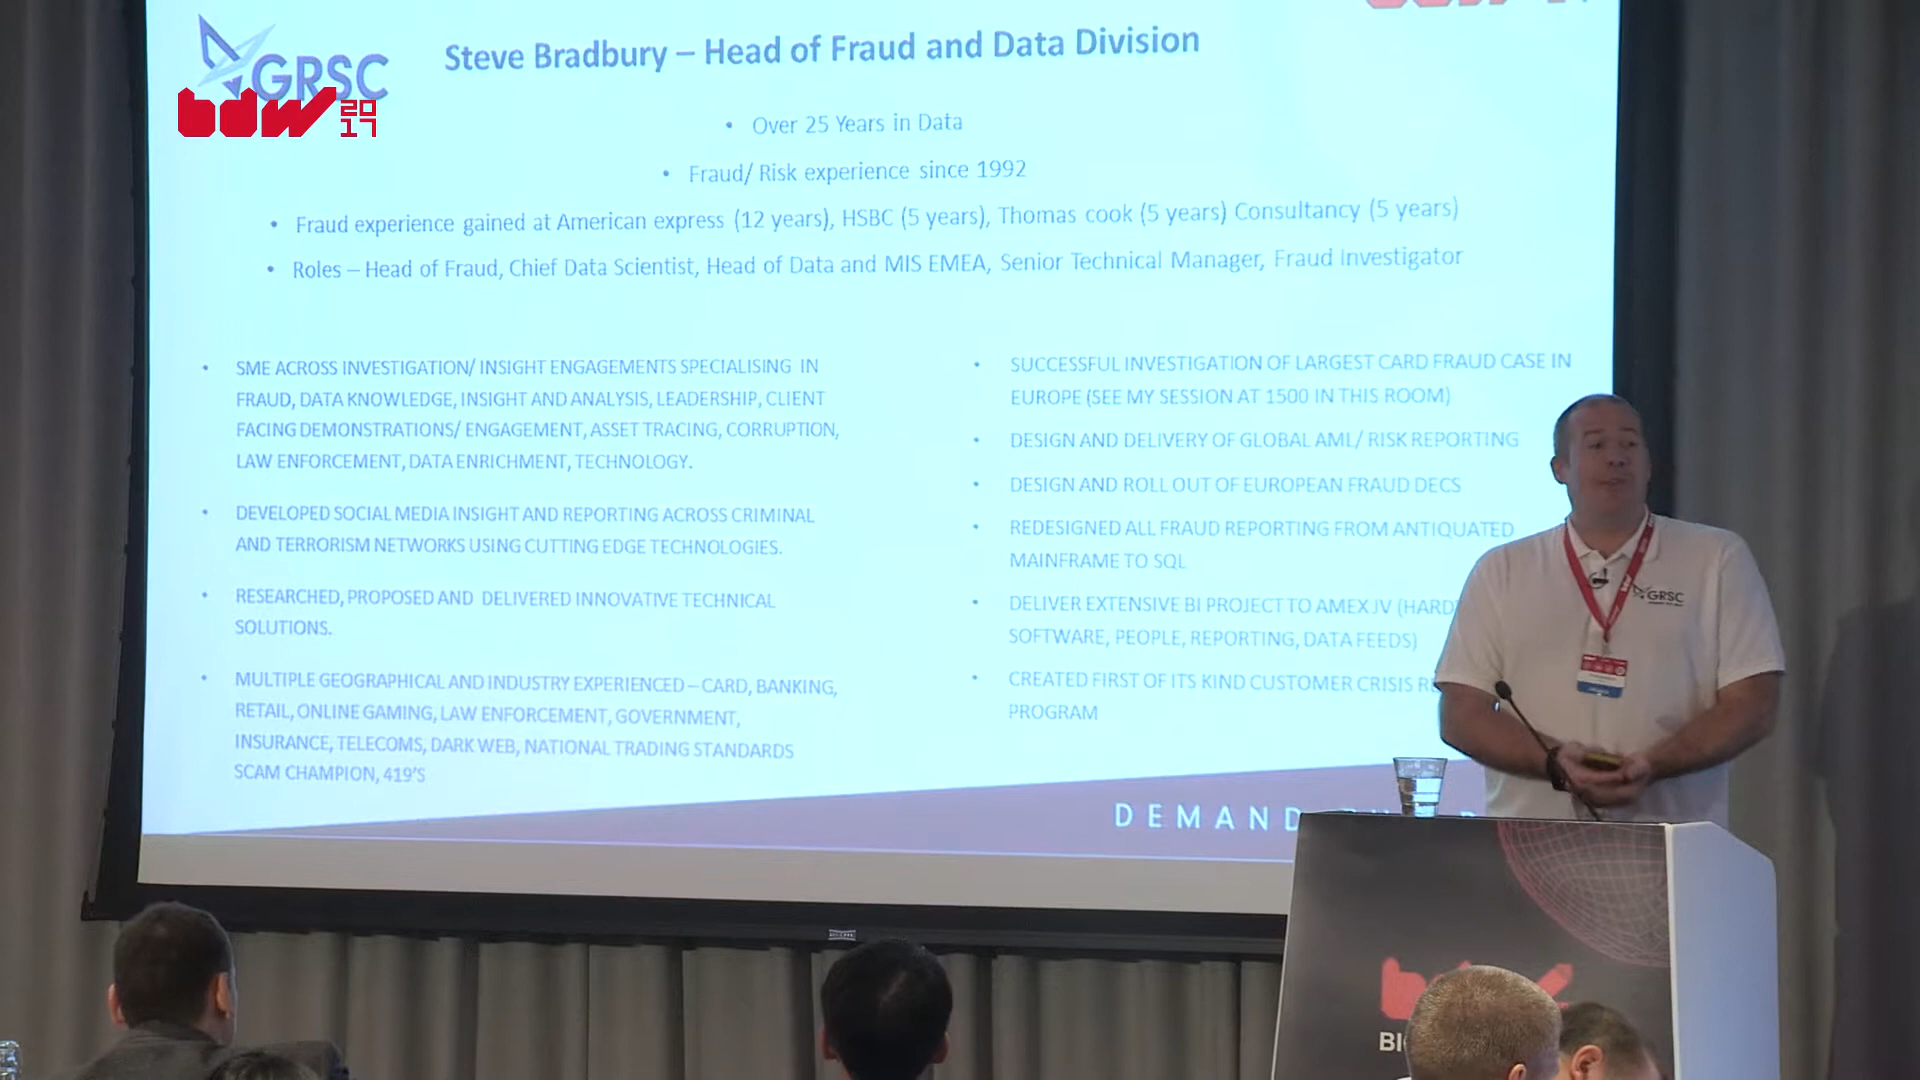 GRSC
bdw 2017
Steve Bradbury – Head of Fraud and Data Division
• Over 25 Years in Data
• Fraud/ Risk experience since 1992
• Fraud experience gained at American express (12 years), HSBC (5 years), Thomas cook (5 years) Consultancy (5 years)
• Roles – Head of Fraud, Chief Data Scientist, Head of Data and MIS EMEA, Senior Technical Manager, Fraud Investigator
• SME ACROSS INVESTIGATION/ INSIGHT ENGAGEMENTS SPECIALISING IN
FRAUD, DATA KNOWLEDGE, INSIGHT AND ANALYSIS, LEADERSHIP, CLIENT
FACING DEMONSTRATIONS/ ENGAGEMENT, ASSET TRACING, CORRUPTION,
LAW ENFORCEMENT, DATA ENRICHMENT, TECHNOLOGY.
• DEVELOPED SOCIAL MEDIA INSIGHT AND REPORTING ACROSS CRIMINAL
AND TERRORISM NETWORKS USING CUTTING EDGE TECHNOLOGIES.
• RESEARCHED, PROPOSED AND DELIVERED INNOVATIVE TECHNICAL
SOLUTIONS.
• MULTIPLE GEOGRAPHICAL AND INDUSTRY EXPERIENCED – CARD, BANKING,
RETAIL, ONLINE GAMING, LAW ENFORCEMENT, GOVERNMENT,
INSURANCE, TELECOMS, DARK WEB, NATIONAL TRADING STANDARDS
SCAM CHAMPION, 419'S
• SUCCESSFUL INVESTIGATION OF LARGEST CARD FRAUD CASE IN
EUROPE (SEE MY SESSION AT 1500 IN THIS ROOM)
• DESIGN AND DELIVERY OF GLOBAL AML/ RISK REPORTING
• DESIGN AND ROLL OUT OF EUROPEAN FRAUD DECS
• REDESIGNED ALL FRAUD REPORTING FROM ANTIQUATED
MAINFRAME TO SQL
• DELIVER EXTENSIVE BI PROJECT TO AMEX JV (HARD
SOFTWARE, PEOPLE, REPORTING, DATA FEEDS)
• CREATED FIRST OF ITS KIND CUSTOMER CRISIS
PROGRAM
DEMAND
GRSC